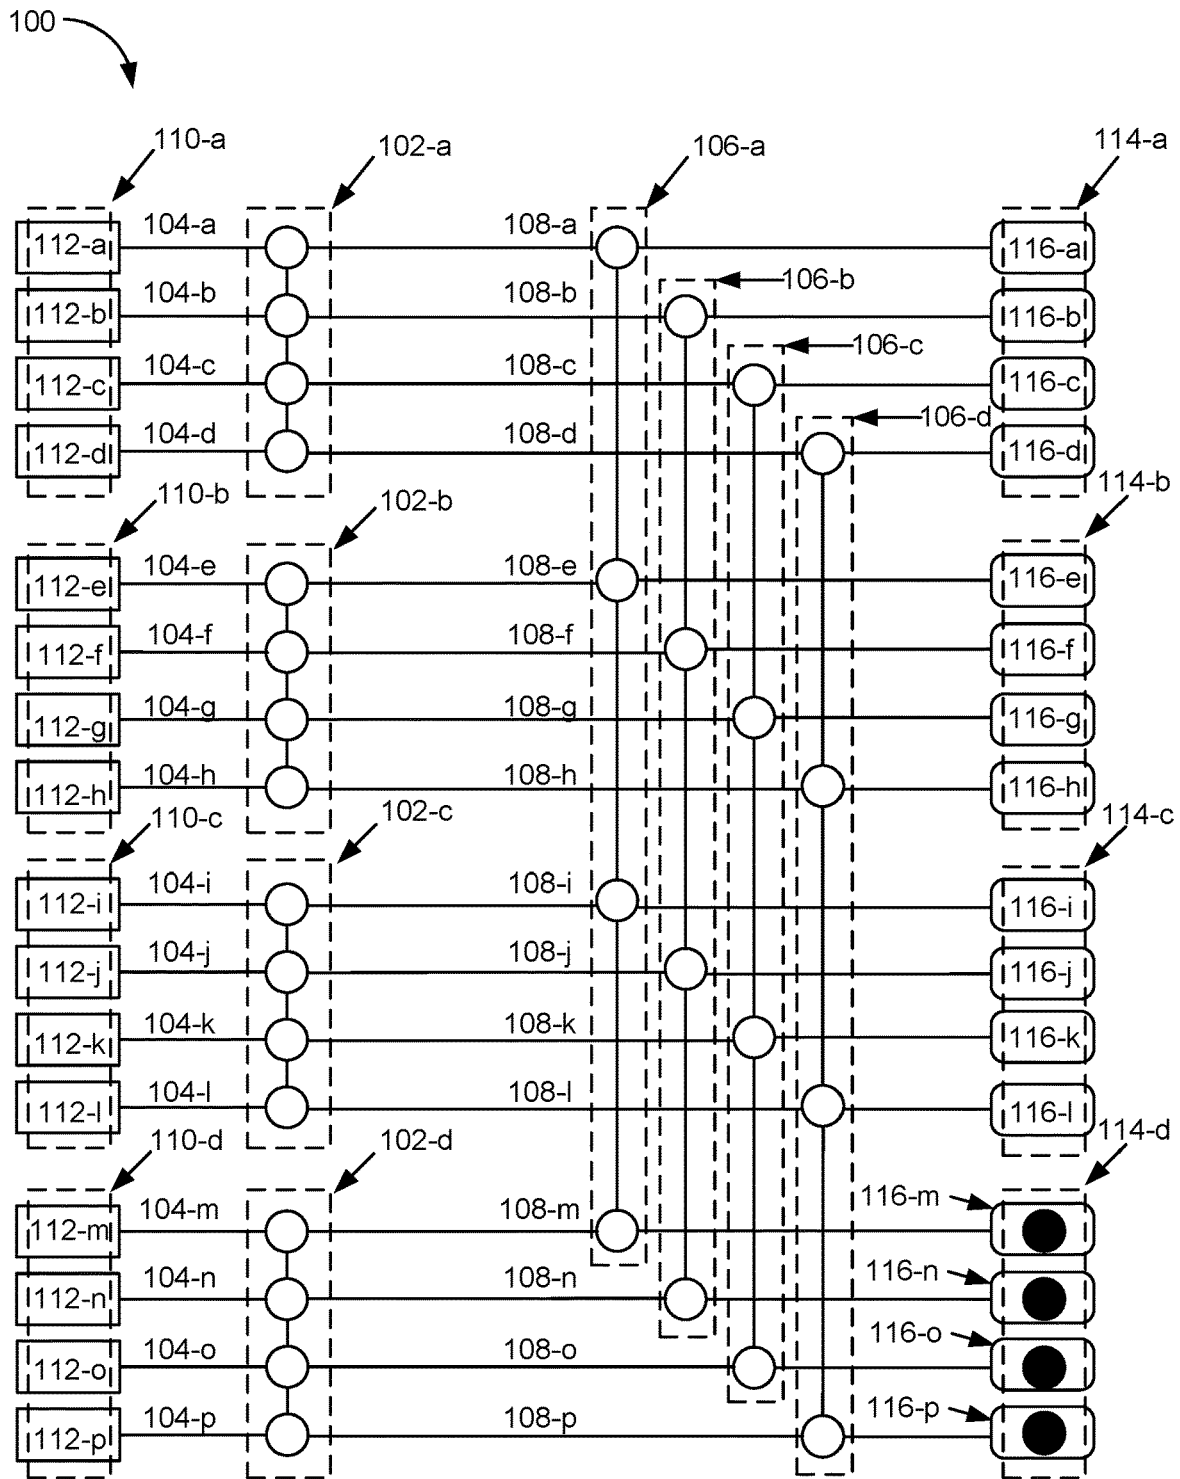 100
110-a 102-a 106-a 114-a
112-a 104-a 108-a 116-a
106-b
112-b 104-b 108-b 116-b
106-c
112-c 104-c 108-c 116-c
106-d
112-d 104-d 108-d 116-d
110-b 102-b 114-b
112-e 104-e 108-e 116-e
112-f 104-f 108-f 116-f
112-g 104-g 108-g 116-g
112-h 104-h 108-h 116-h
110-c 102-c 114-c
112-i 104-i 108-i 116-i
112-j 104-j 108-j 116-j
112-k 104-k 108-k 116-k
112-l 104-l 108-l 116-l
110-d 102-d 114-d
112-m 104-m 108-m 116-m
112-n 104-n 108-n 116-n
112-o 104-o 108-o 116-o
112-p 104-p 108-p 116-p